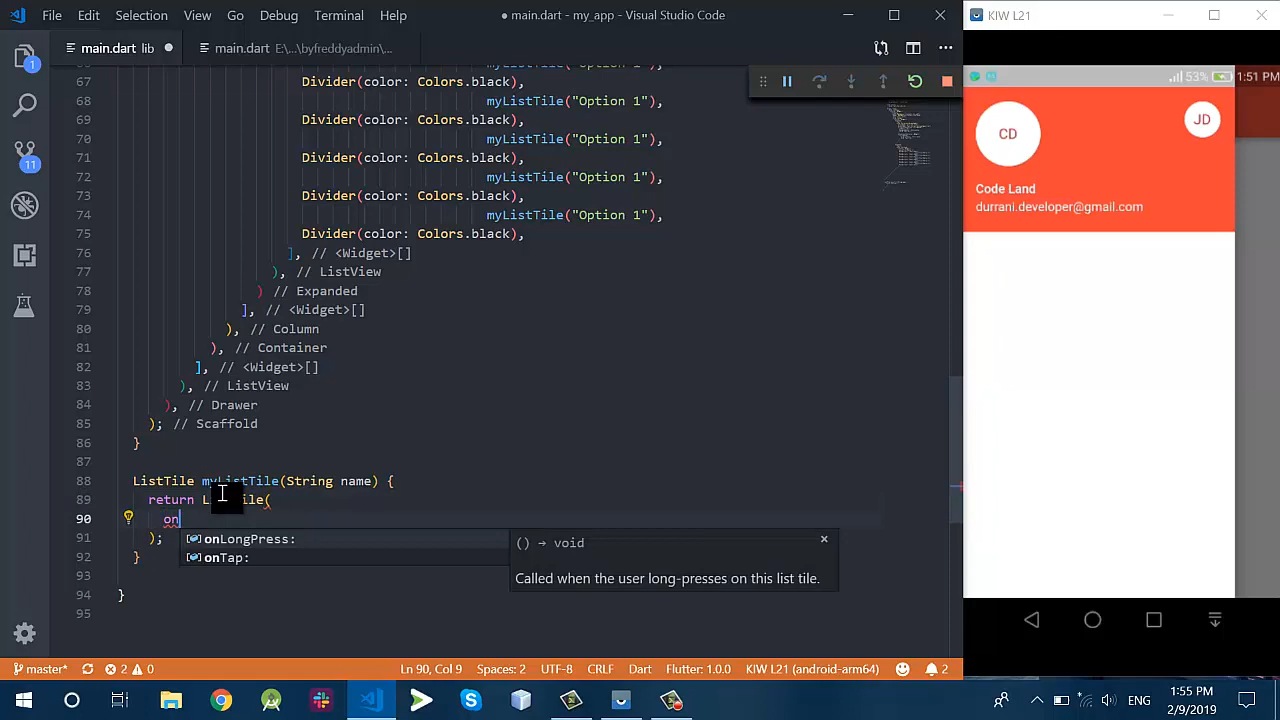 File Edit View Go Debug Terminal Help
● main.dart - my_app - Visual Studio Code
KIW L21
main.dart lib
main.dart E:\...\byfreddyadmin\...
1
11
67 Divider(color: Colors.black),
68 myListTile("Option 1"),
69 Divider(color: Colors.black),
70 myListTile("Option 1"),
71 Divider(color: Colors.black),
72 myListTile("Option 1"),
73 Divider(color: Colors.black),
74 myListTile("Option 1"),
75 Divider(color: Colors.black),
76 ], // <Widget>[]
77 ), // ListView
78 ) // Expanded
79 ], // <Widget>[]
80 ), // Column
81 ), // Container
82 ], // <Widget>[]
83 ), // ListView
84 ), // Drawer
85 ); // Scaffold
86 }
87
88 ListTile myListTile(String name) {
89 return ListTile(
90 on
91 );
92 }
93
94 }
95
onLongPress:
onTap:
() → void
Called when the user long-presses on this list tile.
53% 1:51 PM
CD
JD
Code Land
durrani.developer@gmail.com
master* 2 0 Ln 90, Col 9 Spaces: 2 UTF-8 CRLF Dart Flutter: 1.0.0 KIW L21 (android-arm64) 2
ENG
1:55 PM
2/9/2019